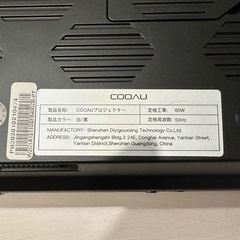 COOAU
製品名称: COOAUプロジェクター 定格工率: 80W
製品カラー: 白/黒 定格周波数: 50Hz
MANUFACTORY: Shenzhen Diyigouxiang Technology Co.,Ltd.
ADDRESS: Jingangshengahi Bldg.3 24E, Donghai Avenue, Yantian Street,
Yantian District,Shenzhen Guangdong, China